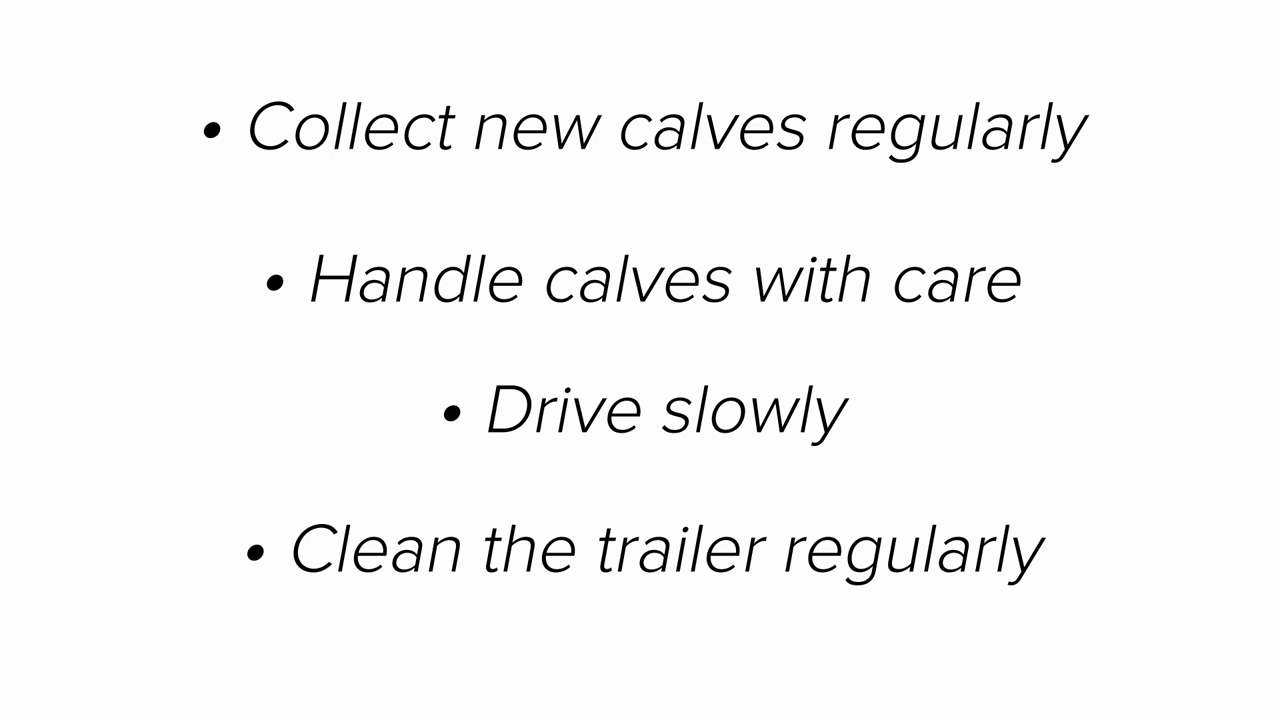 • Collect new calves regularly
• Handle calves with care
• Drive slowly
• Clean the trailer regularly